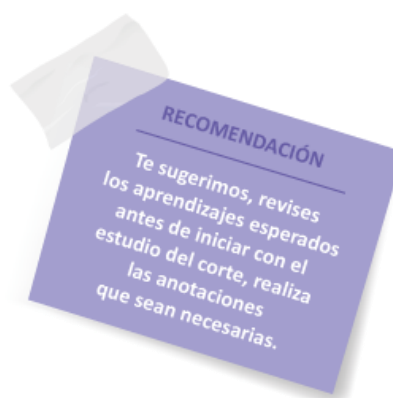 RECOMENDACIÓN
Te sugerimos, revises
los aprendizajes esperados
antes de iniciar con el
estudio del corte, realiza
las anotaciones
que sean necesarias.